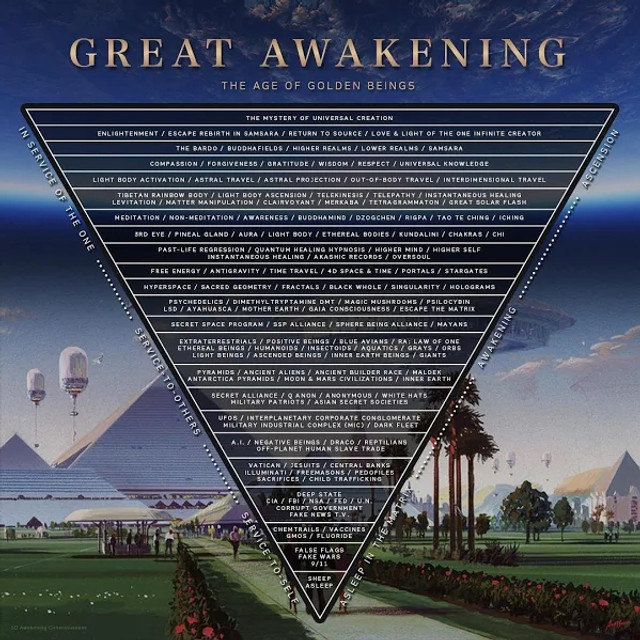 GREAT AWAKENING
THE AGE OF GOLDEN BEINGS
THE MYSTERY OF UNIVERSAL CREATION
ENLIGHTENMENT / ESCAPE REBIRTH IN SAMSARA / RETURN TO SOURCE / LOVE & LIGHT OF THE ONE INFINITE CREATOR
THE BARDO / BUDDHAFIELDS / HIGHER REALMS / LOWER REALMS / SAMSARA
COMPASSION / FORGIVENESS / GRATITUDE / WISDOM / RESPECT / UNIVERSAL KNOWLEDGE
LIGHT BODY ACTIVATION / ASTRAL TRAVEL / ASTRAL PROJECTION / OUT-OF-BODY TRAVEL / INTERDIMENSIONAL TRAVEL
TIBETAN RAINBOW BODY / LIGHT BODY ASCENSION / TELEKINESIS / TELEPATHY / INSTANTANEOUS HEALING
LEVITATION / MATTER MANIPULATION / CLAIRVOYANT / MERKABA / TETRAGRAMMATON / GREAT SOLAR FLASH
MEDITATION / NON-MEDITATION / AWARENESS / BUDDHAMIND / DZOGCHEN / RIGPA / TAO TE CHING / ICHING
3RD EYE / PINEAL GLAND / AURA / LIGHT BODY / ETHEREAL BODIES / KUNDALINI / CHAKRAS / CHI
PAST-LIFE REGRESSION / QUANTUM HEALING HYPNOSIS / HIGHER MIND / HIGHER SELF
INSTANTANEOUS HEALING / AKASHIC RECORDS / OVERSOUL
FREE ENERGY / ANTIGRAVITY / TIME TRAVEL / 4D SPACE & TIME / PORTALS / STARGATES
HYPERSPACE / SACRED GEOMETRY / FRACTALS / BLACK WHOLE / SINGULARITY / HOLOGRAMS
PSYCHEDELICS / DIMETHYLTRYPTAMINE DMT / MAGIC MUSHROOMS / PSILOCYBIN
LSD / AYAHUASCA / MOTHER EARTH / GAIA CONSCIOUSNESS / ESCAPE THE MATRIX
SECRET SPACE PROGRAM / SSP ALLIANCE / SPHERE BEING ALLIANCE / MAYANS
EXTRATERRESTRIALS / POSITIVE BEINGS / BLUE AVIANS / RA: LAW OF ONE
ETHEREAL BEINGS / HUMANOIDS / INSECTOIDS / AQUATICS / GRAYS / ORBS
LIGHT BEINGS / ASCENDED BEINGS / INNER EARTH BEINGS / GIANTS
PYRAMIDS / ANCIENT ALIENS / ANCIENT BUILDER RACE / MALDEK
ANTARCTICA PYRAMIDS / MOON & MARS CIVILIZATIONS / INNER EARTH
SECRET ALLIANCE / Q ANON / ANONYMOUS / WHITE HATS
MILITARY PATRIOTS / ASIAN SECRET SOCIETIES
UFOS / INTERPLANETARY CORPORATE CONGLOMERATE
MILITARY INDUSTRIAL COMPLEX (MIC) / DARK FLEET
A.I. / NEGATIVE BEINGS / DRACO / REPTILIANS
OFF-PLANET HUMAN SLAVE TRADE
VATICAN / JESUITS / CENTRAL BANKS
ILLUMINATI / FREEMASONS / PEDOFILES
SACRIFICES / CHILD TRAFFICKING
DEEP STATE
CIA / FBI / NSA / FED / U.N.
CORRUPT GOVERNMENT
FAKE NEWS T.V.
CHEMTRAILS / VACCINES
GMOS / FLUORIDE
FALSE FLAGS
FAKE WARS
9/11
SHEEP
ASLEEP
IN SERVICE OF THE ONE
SERVICE-TO-OTHERS
SERVICE-TO-SELF
ASCENSION
AWAKENING
ASLEEP IN THE MATRIX